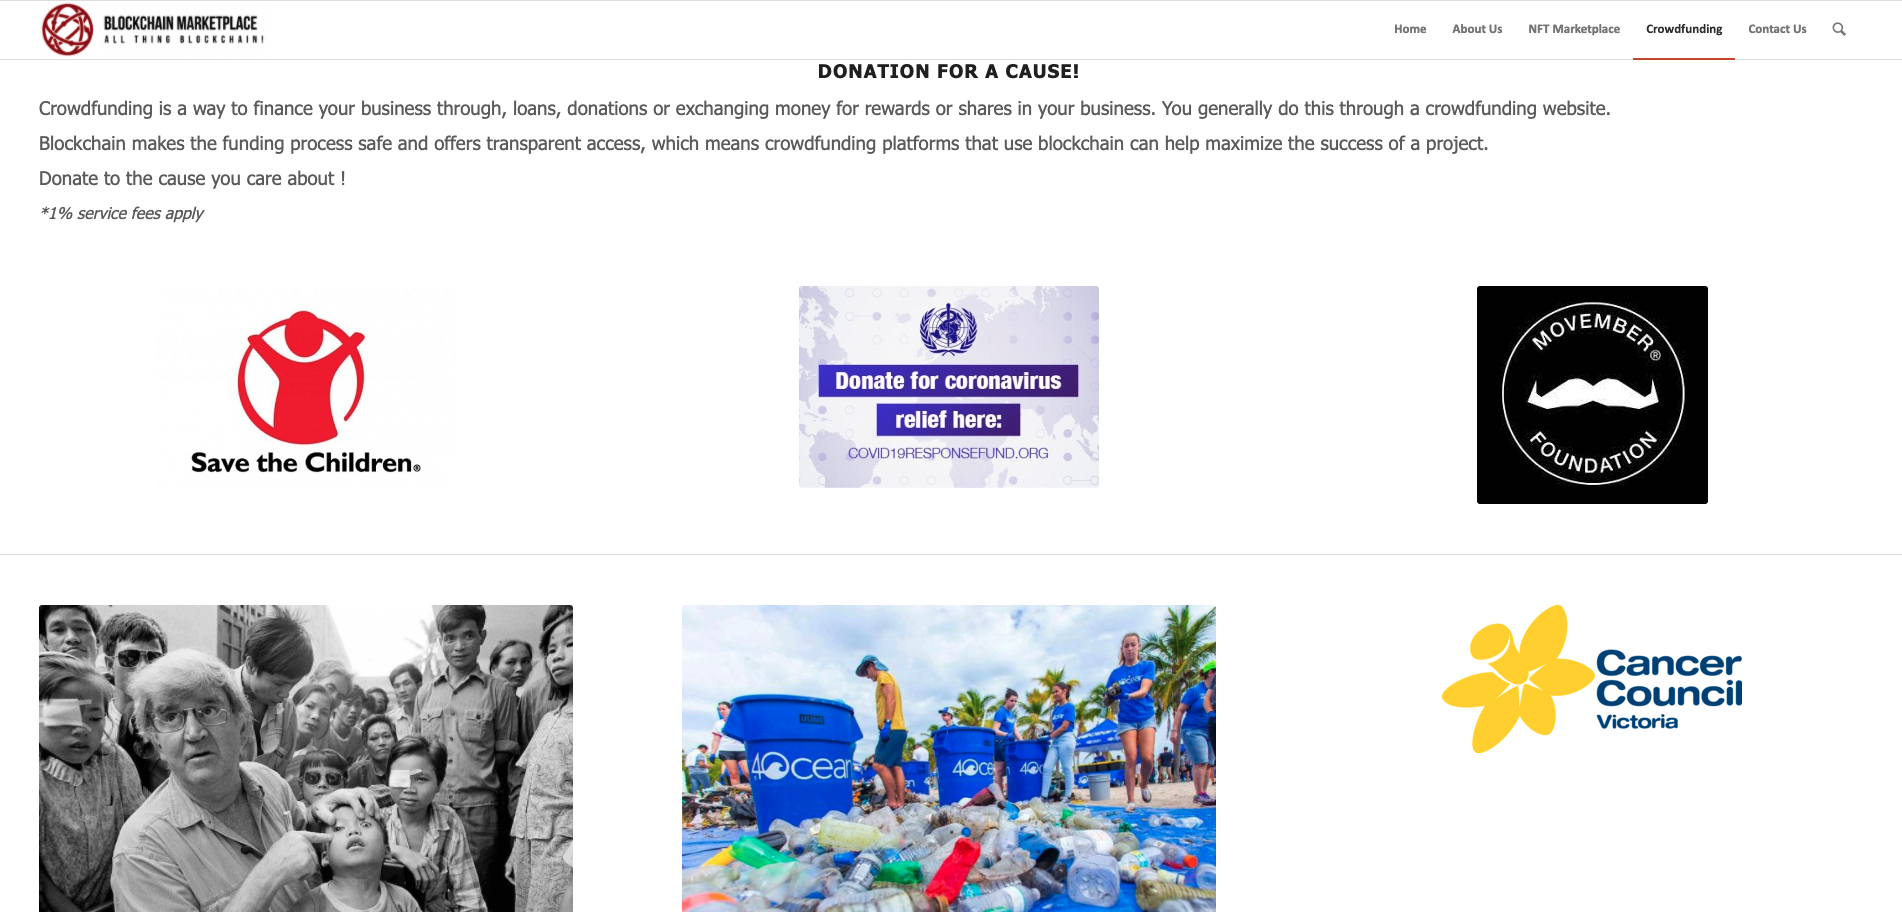 BLOCKCHAIN MARKETPLACE
ALL THING BLOCKCHAIN!
Home
About Us
NFT Marketplace
Crowdfunding
Contact Us
DONATION FOR A CAUSE!
Crowdfunding is a way to finance your business through, loans, donations or exchanging money for rewards or shares in your business. You generally do this through a crowdfunding website.
Blockchain makes the funding process safe and offers transparent access, which means crowdfunding platforms that use blockchain can help maximize the success of a project.
Donate to the cause you care about !
*1% service fees apply
Save the Children®
Donate for coronavirus
relief here:
COVID19RESPONSEFUND.ORG
MOVEMBER®
FOUNDATION
4Ocean
4Oce
4O
Cancer
Council
Victoria